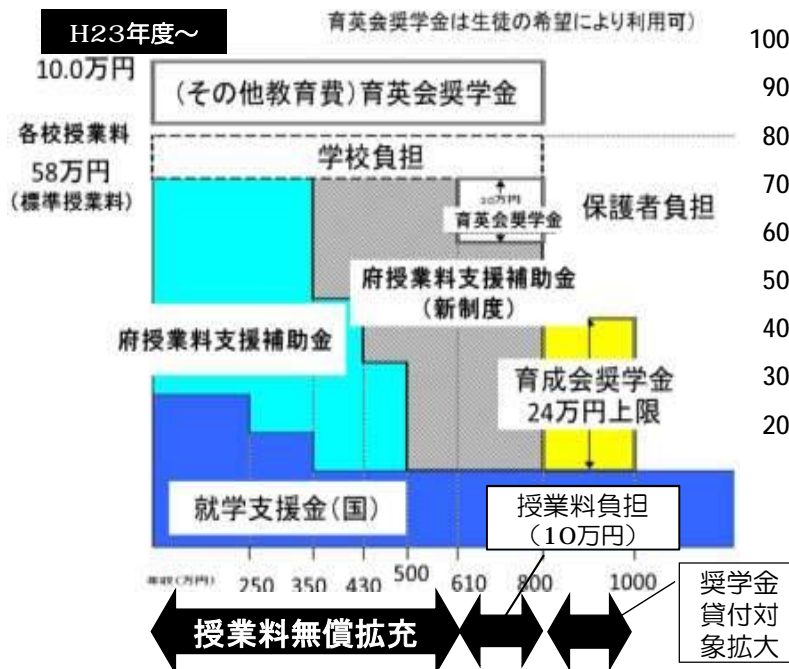 H23年度～
育英会奨学金は生徒の希望により利用可）
10.0万円
（その他教育費）育英会奨学金
各校授業料
58万円
（標準授業料）
学校負担
10万円
育英会奨学金
保護者負担
府授業料支援補助金
（新制度）
府授業料支援補助金
育成会奨学金
24万円上限
就学支援金（国）
授業料負担
（10万円）
年収（万円）
250
350
430
500
610
800
1000
授業料無償拡充
奨学金
貸付対
象拡大
100
90
80
70
60
50
40
30
20